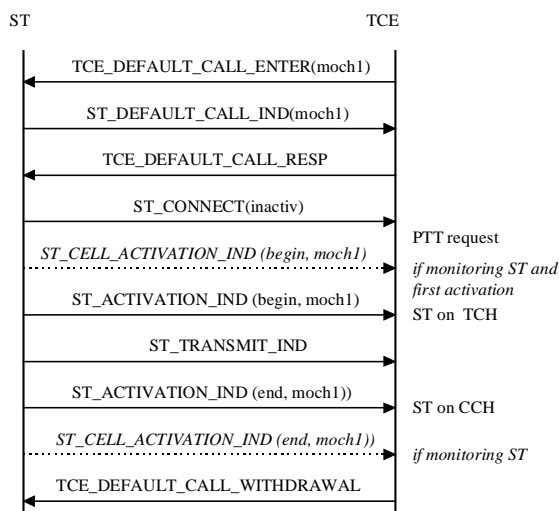 ST
TCE
TCE_DEFAULT_CALL_ENTER(moch1)
ST_DEFAULT_CALL_IND(moch1)
TCE_DEFAULT_CALL_RESP
ST_CONNECT(inactiv)
PTT request
ST_CELL_ACTIVATION_IND (begin, moch1)
if monitoring ST and
first activation
ST_ACTIVATION_IND (begin, moch1)
ST on TCH
ST_TRANSMIT_IND
ST_ACTIVATION_IND (end, moch1))
ST on CCH
ST_CELL_ACTIVATION_IND (end, moch1))
if monitoring ST
TCE_DEFAULT_CALL_WITHDRAWAL